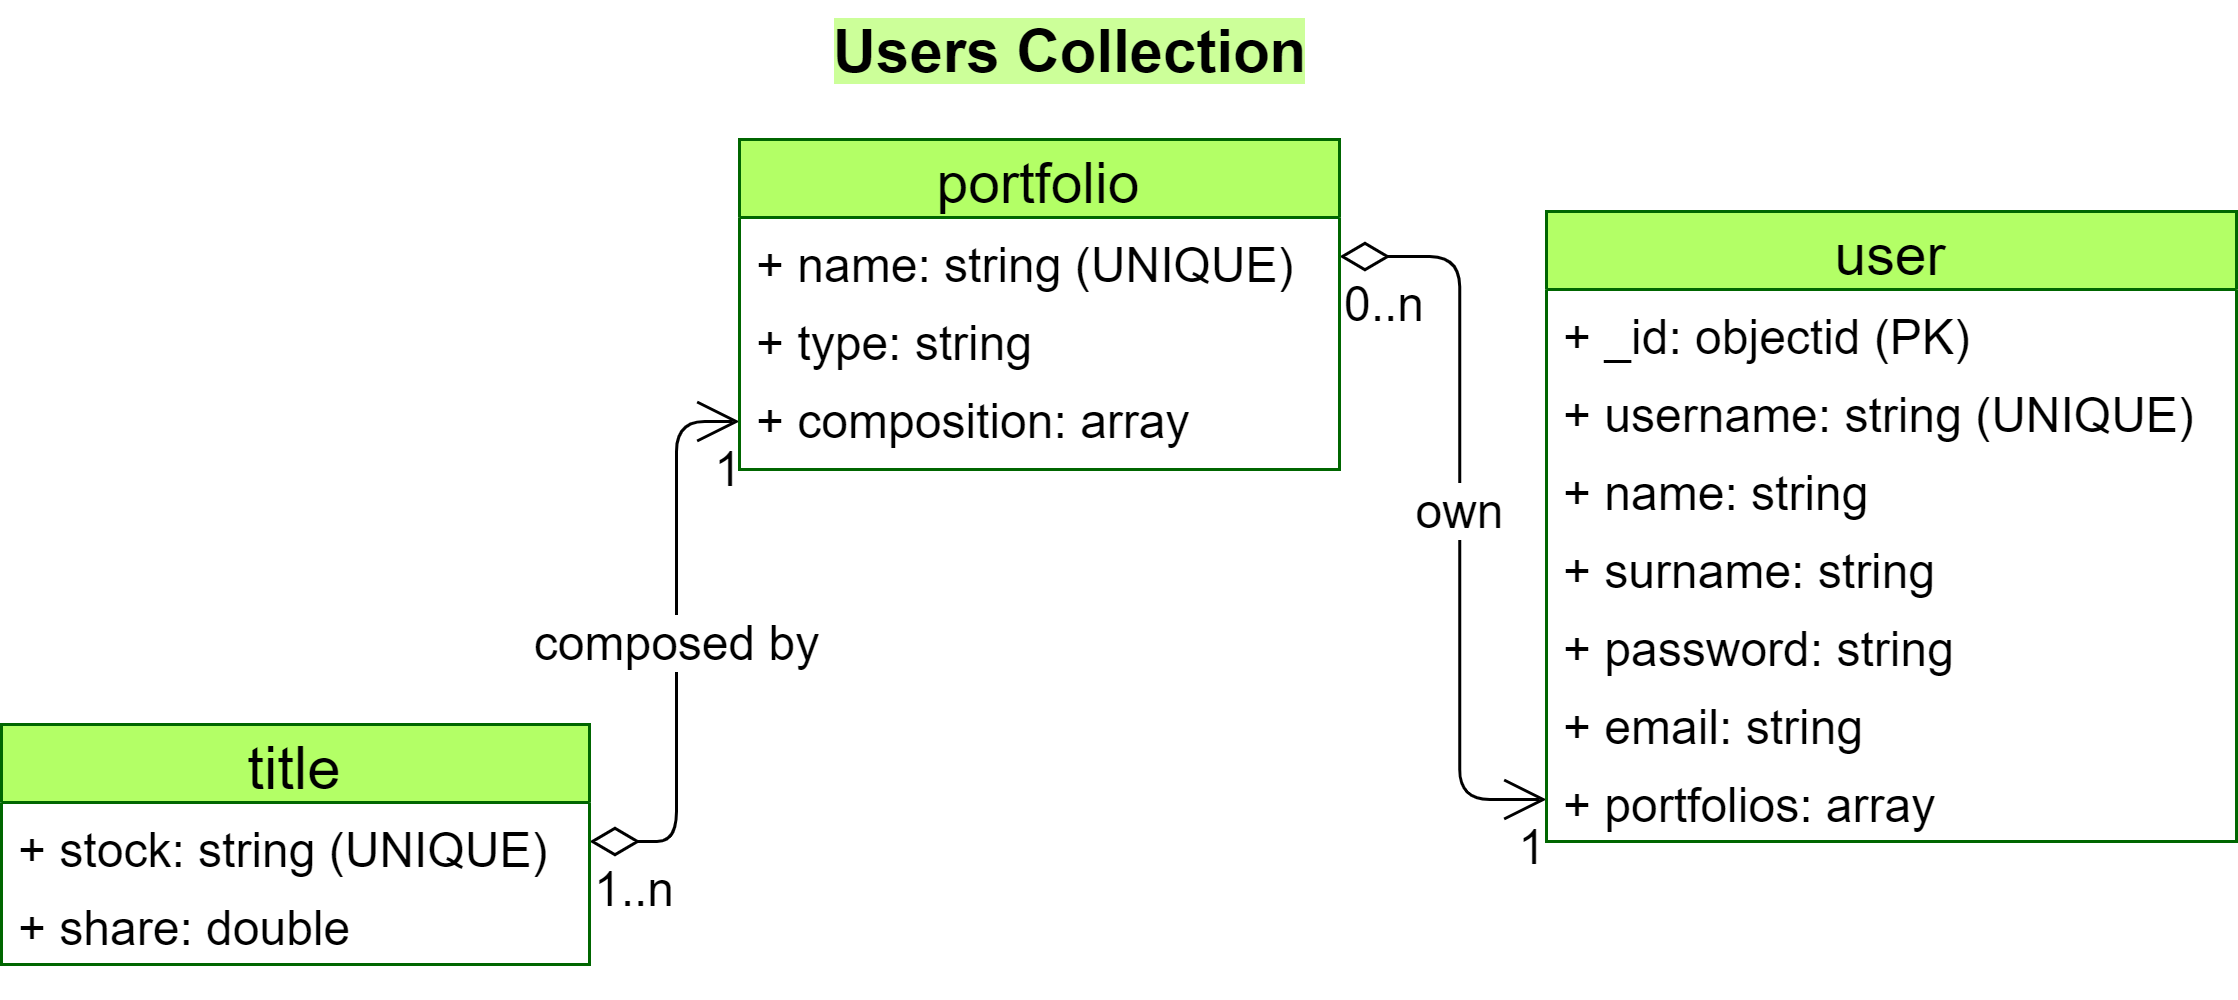 Users Collection
portfolio
+ name: string (UNIQUE)
+ type: string
+ composition: array
0..n
1
own
composed by
user
+ _id: objectid (PK)
+ username: string (UNIQUE)
+ name: string
+ surname: string
+ password: string
+ email: string
+ portfolios: array
1
title
+ stock: string (UNIQUE)
+ share: double
1..n